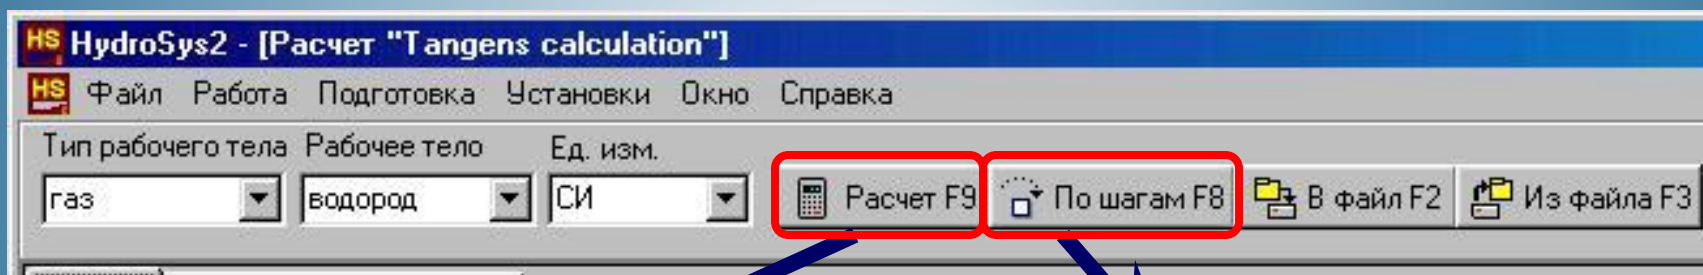 HS HydroSys2 - [Расчет "Tangens calculation"]
HS Файл Работа Подготовка Установки Окно Справка
Тип рабочего тела Рабочее тело Ед. изм.
газ водород СИ Расчет F9 По шагам F8 В файл F2 Из файла F3